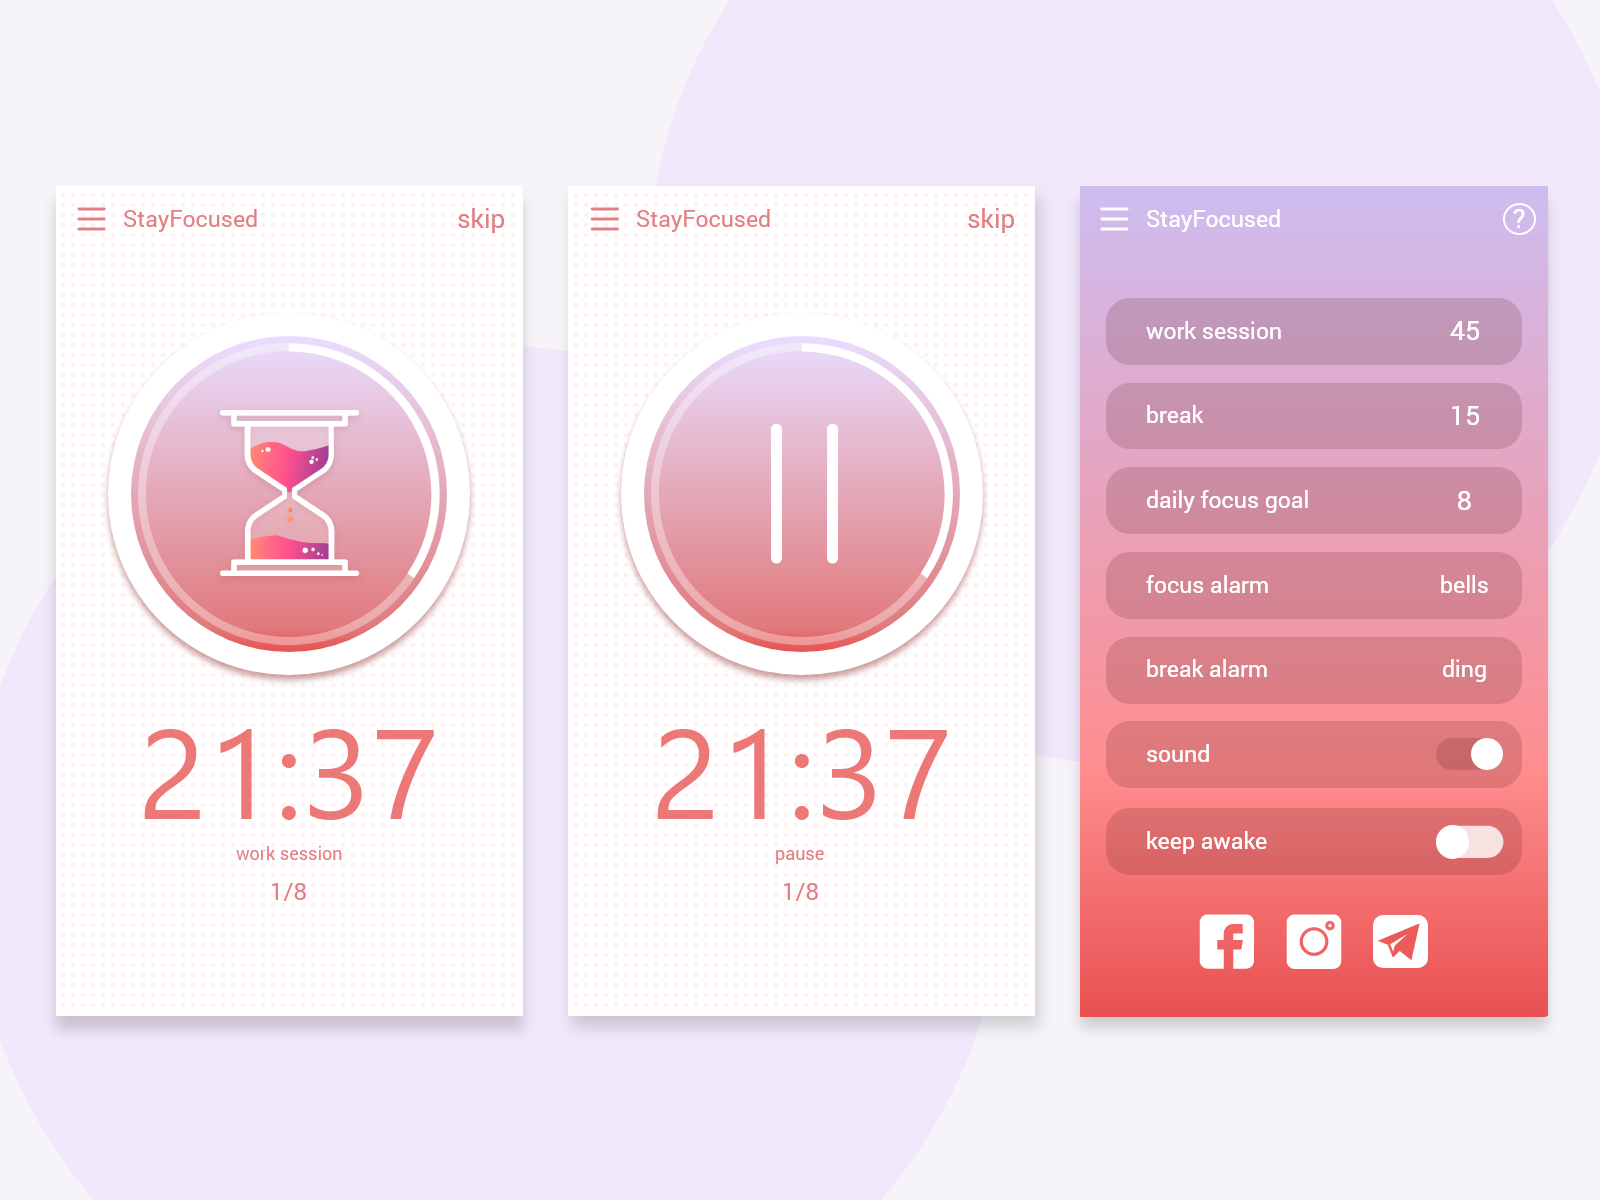 StayFocused skip
21:37
work session
1/8
StayFocused skip
21:37
pause
1/8
StayFocused ?
work session 45
break 15
daily focus goal 8
focus alarm bells
break alarm ding
sound
keep awake